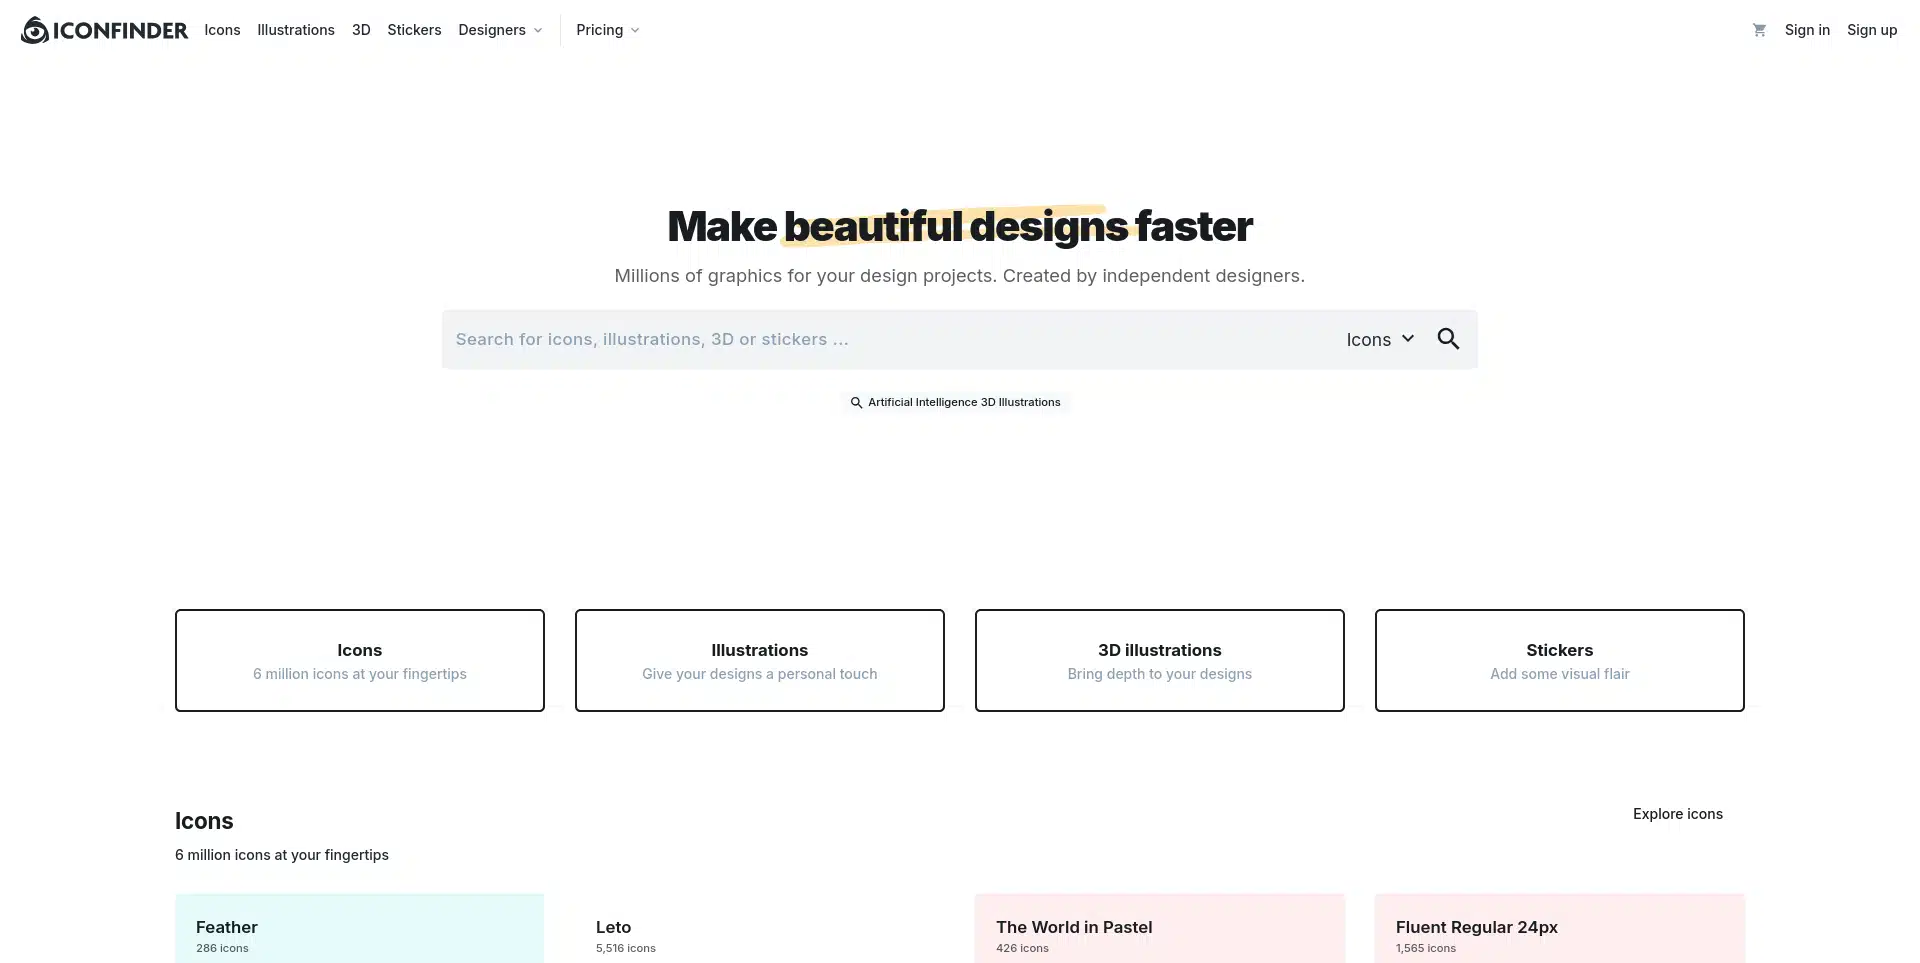 ICONFINDER Icons Illustrations 3D Stickers Designers Pricing Sign in Sign up
Make beautiful designs faster
Millions of graphics for your design projects. Created by independent designers.
Search for icons, illustrations, 3D or stickers ... Icons
Artificial Intelligence 3D Illustrations
Icons
6 million icons at your fingertips
Illustrations
Give your designs a personal touch
3D illustrations
Bring depth to your designs
Stickers
Add some visual flair
Icons
Explore icons
6 million icons at your fingertips
Feather
286 icons
Leto
5,516 icons
The World in Pastel
426 icons
Fluent Regular 24px
1,565 icons